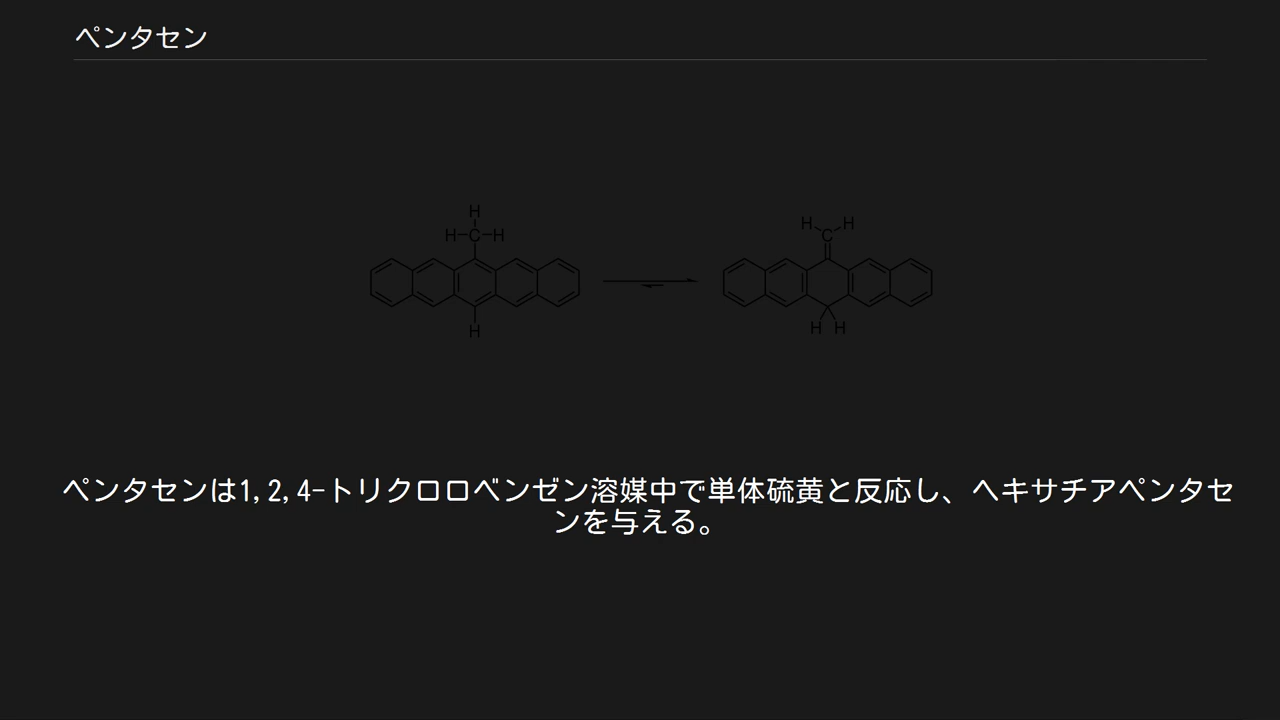 ペンタセン
H
H-C-H
H
H H
C
H H
ペンタセンは1,2,4-トリクロロベンゼン溶媒中で単体硫黄と反応し、ヘキサチアペンタセ
ンを与える。